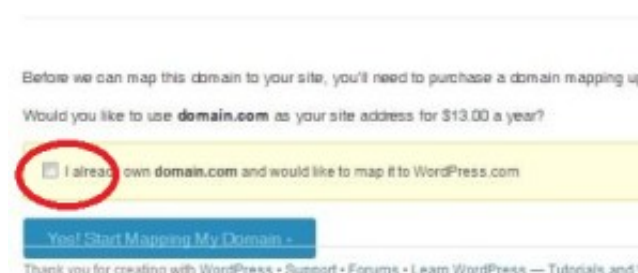 Before we can map this domain to your site, you'll need to purchase a domain mapping up
Would you like to use domain.com as your site address for $13.00 a year?
I already own domain.com and would like to map it to WordPress.com
Yes! Start Mapping My Domain »
Thank you for creating with WordPress • Support • Forums • Learn WordPress — Tutorials and